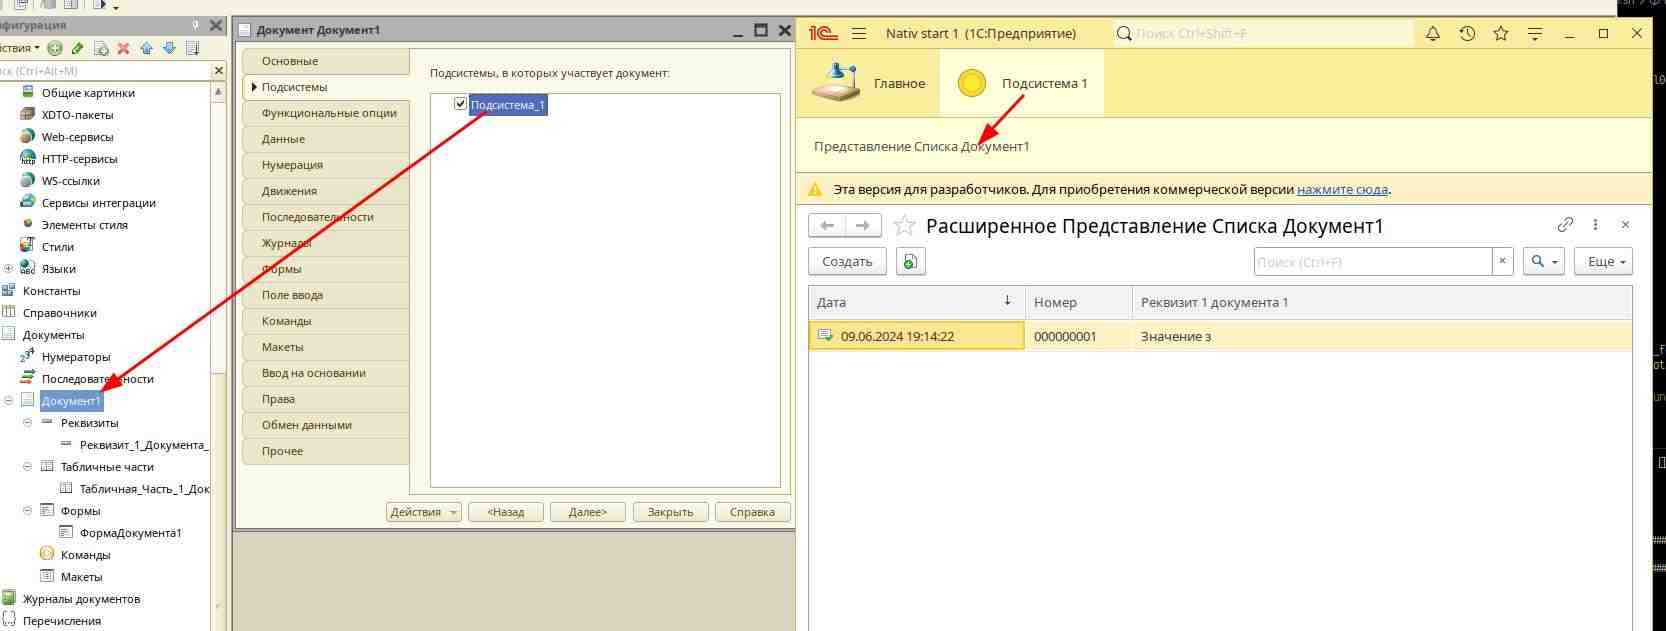 нфигурация
ствия
ск (Ctrl+Alt+M)
Общие картинки
XDTO-пакеты
Web-сервисы
HTTP-сервисы
WS-ссылки
Сервисы интеграции
Элементы стиля
Стили
Языки
Константы
Справочники
Документы
Нумераторы
Последовательности
Документ1
Реквизиты
Реквизит_1_Документа_
Табличные части
Табличная_Часть_1_Док
Формы
ФормаДокумента1
Команды
Макеты
Журналы документов
Перечисления
Документ Документ1
Основные
Подсистемы
Функциональные опции
Данные
Нумерация
Движения
Последовательности
Журналы
Формы
Поле ввода
Команды
Макеты
Ввод на основании
Права
Обмен данными
Прочее
Подсистемы, в которых участвует документ:
Подсистема_1
Действия
<Назад
Далее>
Закрыть
Справка
1С
Nativ start 1 (1С:Предприятие)
Поиск Ctrl+Shift+F
Главное
Подсистема 1
Представление Списка Документ1
Эта версия для разработчиков. Для приобретения коммерческой версии нажмите сюда.
Расширенное Представление Списка Документ1
Создать
Поиск (Ctrl+F)
Еще
Дата
Номер
Реквизит 1 документа 1
09.06.2024 19:14:22
000000001
Значение з